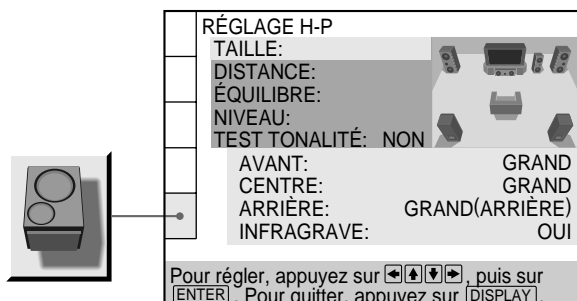 RÉGLAGE H-P
TAILLE:
DISTANCE:
ÉQUILIBRE:
NIVEAU:
TEST TONALITÉ: NON
AVANT: GRAND
CENTRE: GRAND
ARRIÈRE: GRAND(ARRIÈRE)
INFRAGRAVE: OUI
Pour régler, appuyez sur ←↑↓→, puis sur
ENTER. Pour quitter, appuyez sur DISPLAY.